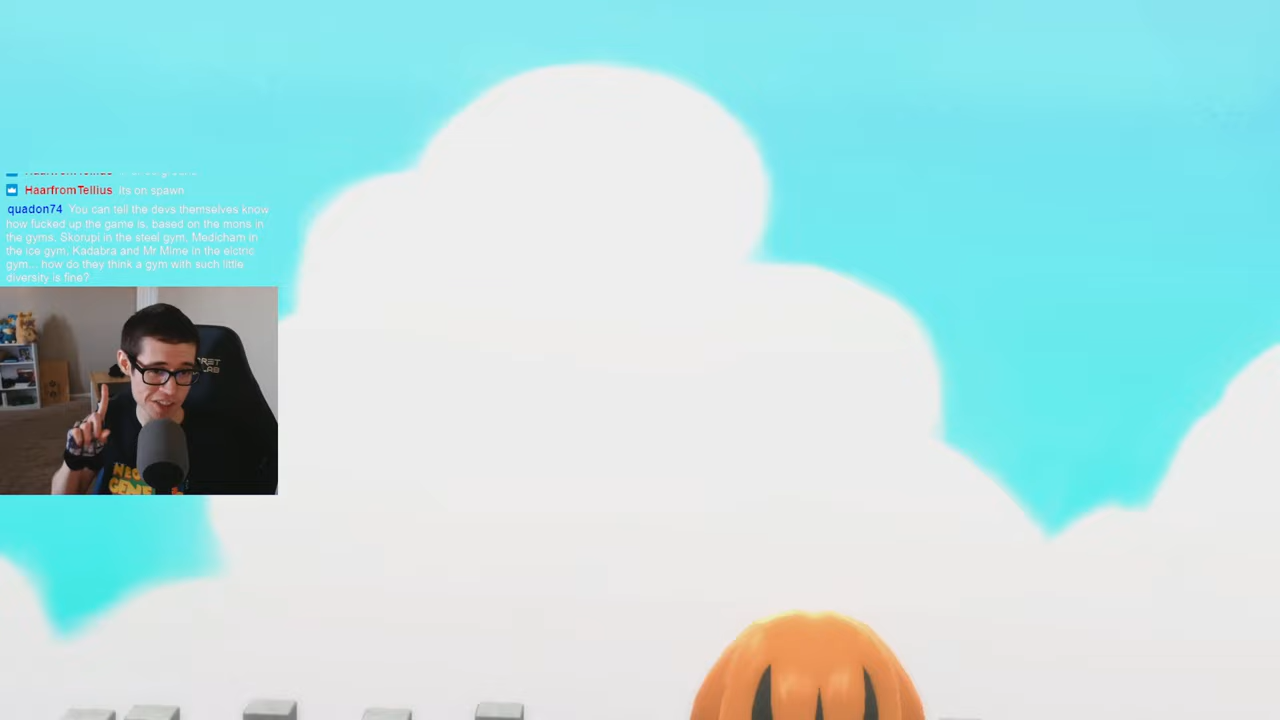 HaarfromTellius its on spawn
quadon74 You can tell the devs themselves know
how fucked up the game is. based on the mons in
the gyms. Skorupi in the steel gym, Medicham in
the ice gym, Kadabra and Mr Mime in the elctric
gym... how do they think a gym with such little
diversity is fine?